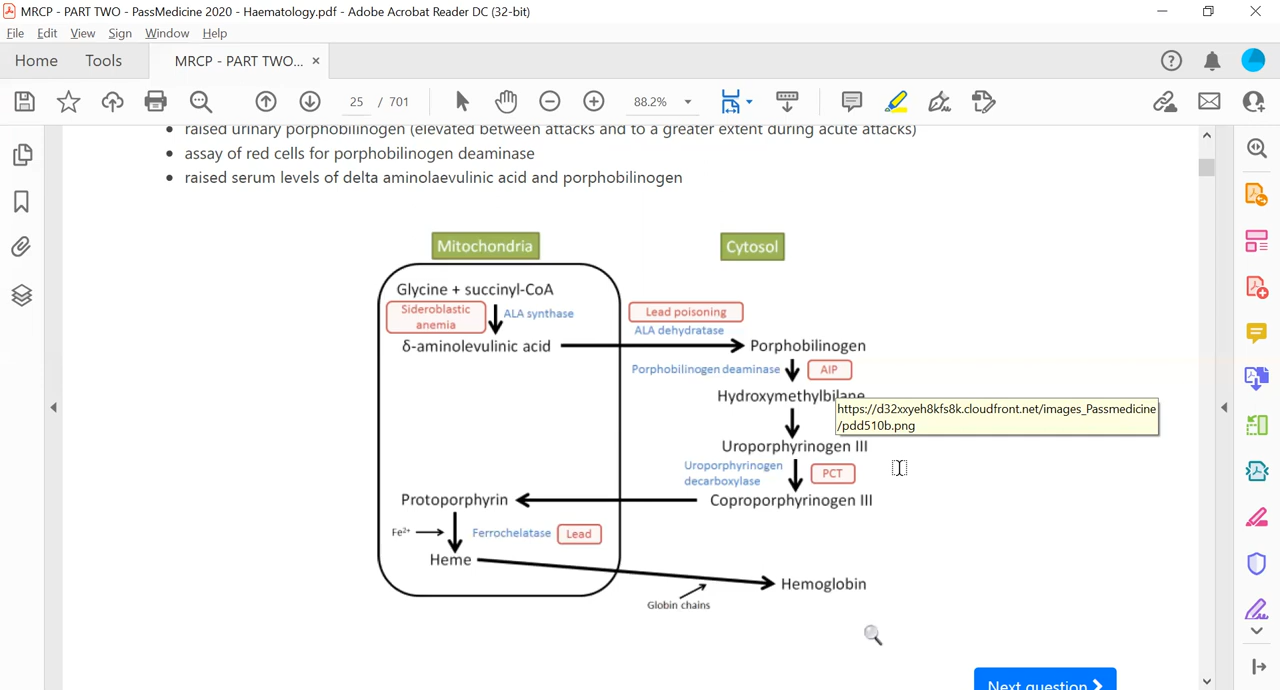 MRCP - PART TWO - PassMedicine 2020 - Haematology.pdf - Adobe Acrobat Reader DC (32-bit)
File Edit View Sign Window Help
Home Tools MRCP - PART TWO... ×
25 / 701 88.2%
• raised urinary porphobilinogen (elevated between attacks and to a greater extent during acute attacks)
• assay of red cells for porphobilinogen deaminase
• raised serum levels of delta aminolaevulinic acid and porphobilinogen
Mitochondria Cytosol
Glycine + succinyl-CoA
Sideroblastic
anemia
ALA synthase
Lead poisoning
ALA dehydratase
δ-aminolevulinic acid Porphobilinogen
Porphobilinogen deaminase AIP
Hydroxymethylbilane
https://d32xxyeh8kfs8k.cloudfront.net/images_Passmedicine
/pdd510b.png
Uroporphyrinogen III
Uroporphyrinogen
decarboxylase
PCT
Protoporphyrin Coproporphyrinogen III
Fe2+ Ferrochelatase Lead
Heme
Hemoglobin
Globin chains
Next question